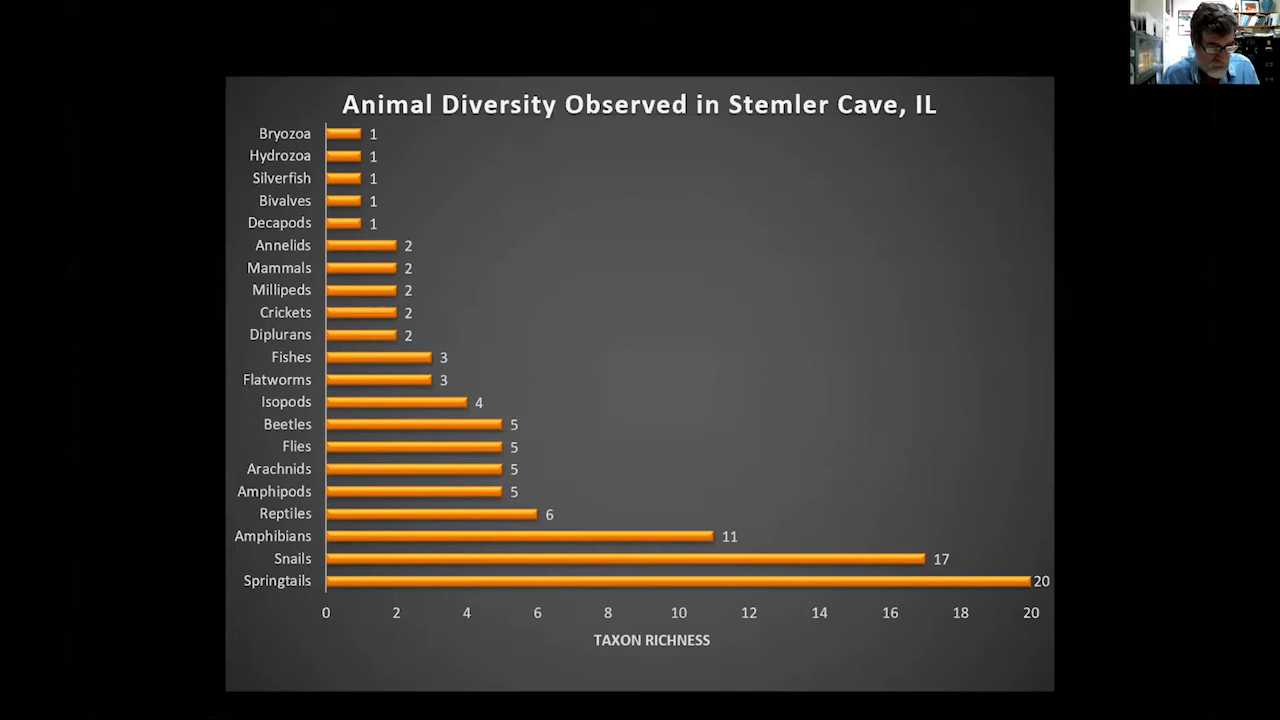 Animal Diversity Observed in Stemler Cave, IL
Bryozoa 1
Hydrozoa 1
Silverfish 1
Bivalves 1
Decapods 1
Annelids 2
Mammals 2
Millipeds 2
Crickets 2
Diplurans 2
Fishes 3
Flatworms 3
Isopods 4
Beetles 5
Flies 5
Arachnids 5
Amphipods 5
Reptiles 6
Amphibians 11
Snails 17
Springtails 20
0 2 4 6 8 10 12 14 16 18 20
TAXON RICHNESS